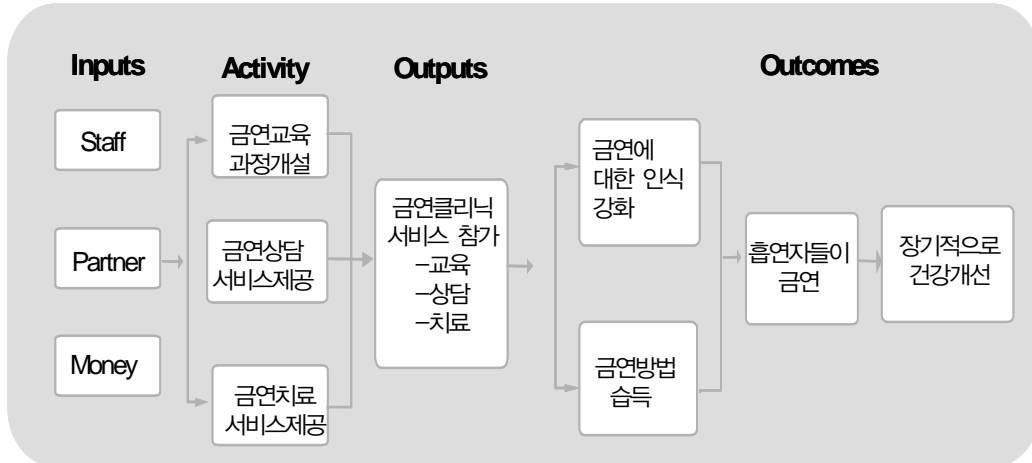 Inputs
Activity
Outputs
Outcomes
Staff
Partner
Money
금연교육
과정개설
금연상담
서비스제공
금연치료
서비스제공
금연클리닉
서비스 참가
-교육
-상담
-치료
금연에
대한 인식
강화
금연방법
습득
흡연자들이
금연
장기적으로
건강개선